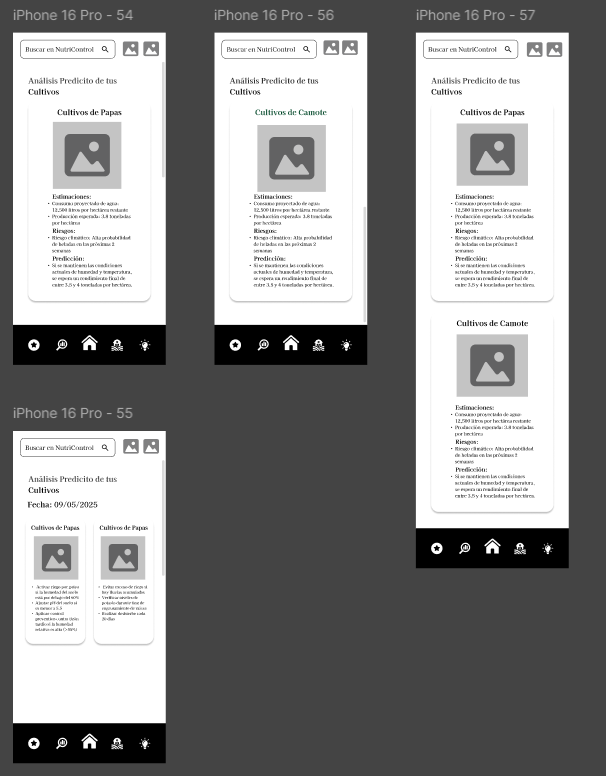 iPhone 16 Pro - 54
Buscar en NutriControl
Análisis Predicito de tus
Cultivos
Cultivos de Papas
Estimaciones:
• Consumo proyectado de agua:
12,500 litros por hectárea restante
• Producción esperada: 3.8 toneladas
por hectárea
Riesgos:
• Riesgo climático: Alta probabilidad
de heladas en las próximas 2
semanas
Predicción:
• Si se mantienen las condiciones
actuales de humedad y temperatura,
se espera un rendimiento final de
entre 3.5 y 4 toneladas por hectárea.
iPhone 16 Pro - 56
Buscar en NutriControl
Análisis Predicito de tus
Cultivos
Cultivos de Camote
Estimaciones:
• Consumo proyectado de agua:
12,500 litros por hectárea restante
• Producción esperada: 3.8 toneladas
por hectárea
Riesgos:
• Riesgo climático: Alta probabilidad
de heladas en las próximas 2
semanas
Predicción:
• Si se mantienen las condiciones
actuales de humedad y temperatura,
se espera un rendimiento final de
entre 3.5 y 4 toneladas por hectárea.
iPhone 16 Pro - 57
Buscar en NutriControl
Análisis Predicito de tus
Cultivos
Cultivos de Papas
Estimaciones:
• Consumo proyectado de agua:
12,500 litros por hectárea restante
• Producción esperada: 3.8 toneladas
por hectárea
Riesgos:
• Riesgo climático: Alta probabilidad
de heladas en las próximas 2
semanas
Predicción:
• Si se mantienen las condiciones
actuales de humedad y temperatura,
se espera un rendimiento final de
entre 3.5 y 4 toneladas por hectárea.
Cultivos de Camote
Estimaciones:
• Consumo proyectado de agua:
12,500 litros por hectárea restante
• Producción esperada: 3.8 toneladas
por hectárea
Riesgos:
• Riesgo climático: Alta probabilidad
de heladas en las próximas 2
semanas
Predicción:
• Si se mantienen las condiciones
actuales de humedad y temperatura,
se espera un rendimiento final de
entre 3.5 y 4 toneladas por hectárea.
iPhone 16 Pro - 55
Buscar en NutriControl
Análisis Predicito de tus
Cultivos
Fecha: 09/05/2025
Cultivos de Papas
• Activar riego por goteo
si la humedad del suelo
está por debajo del 60%
• Ajustar pH del suelo si
es menor a 5.5
• Aplicar control
preventivo contra
tardío si la humedad
relativa es alta
Cultivos de Papas
• Evitar exceso de riego si
hay lluvias
• Verificar niveles de
potasio durante fase de
de raíces
• Realizar deshierbe cada
20 días